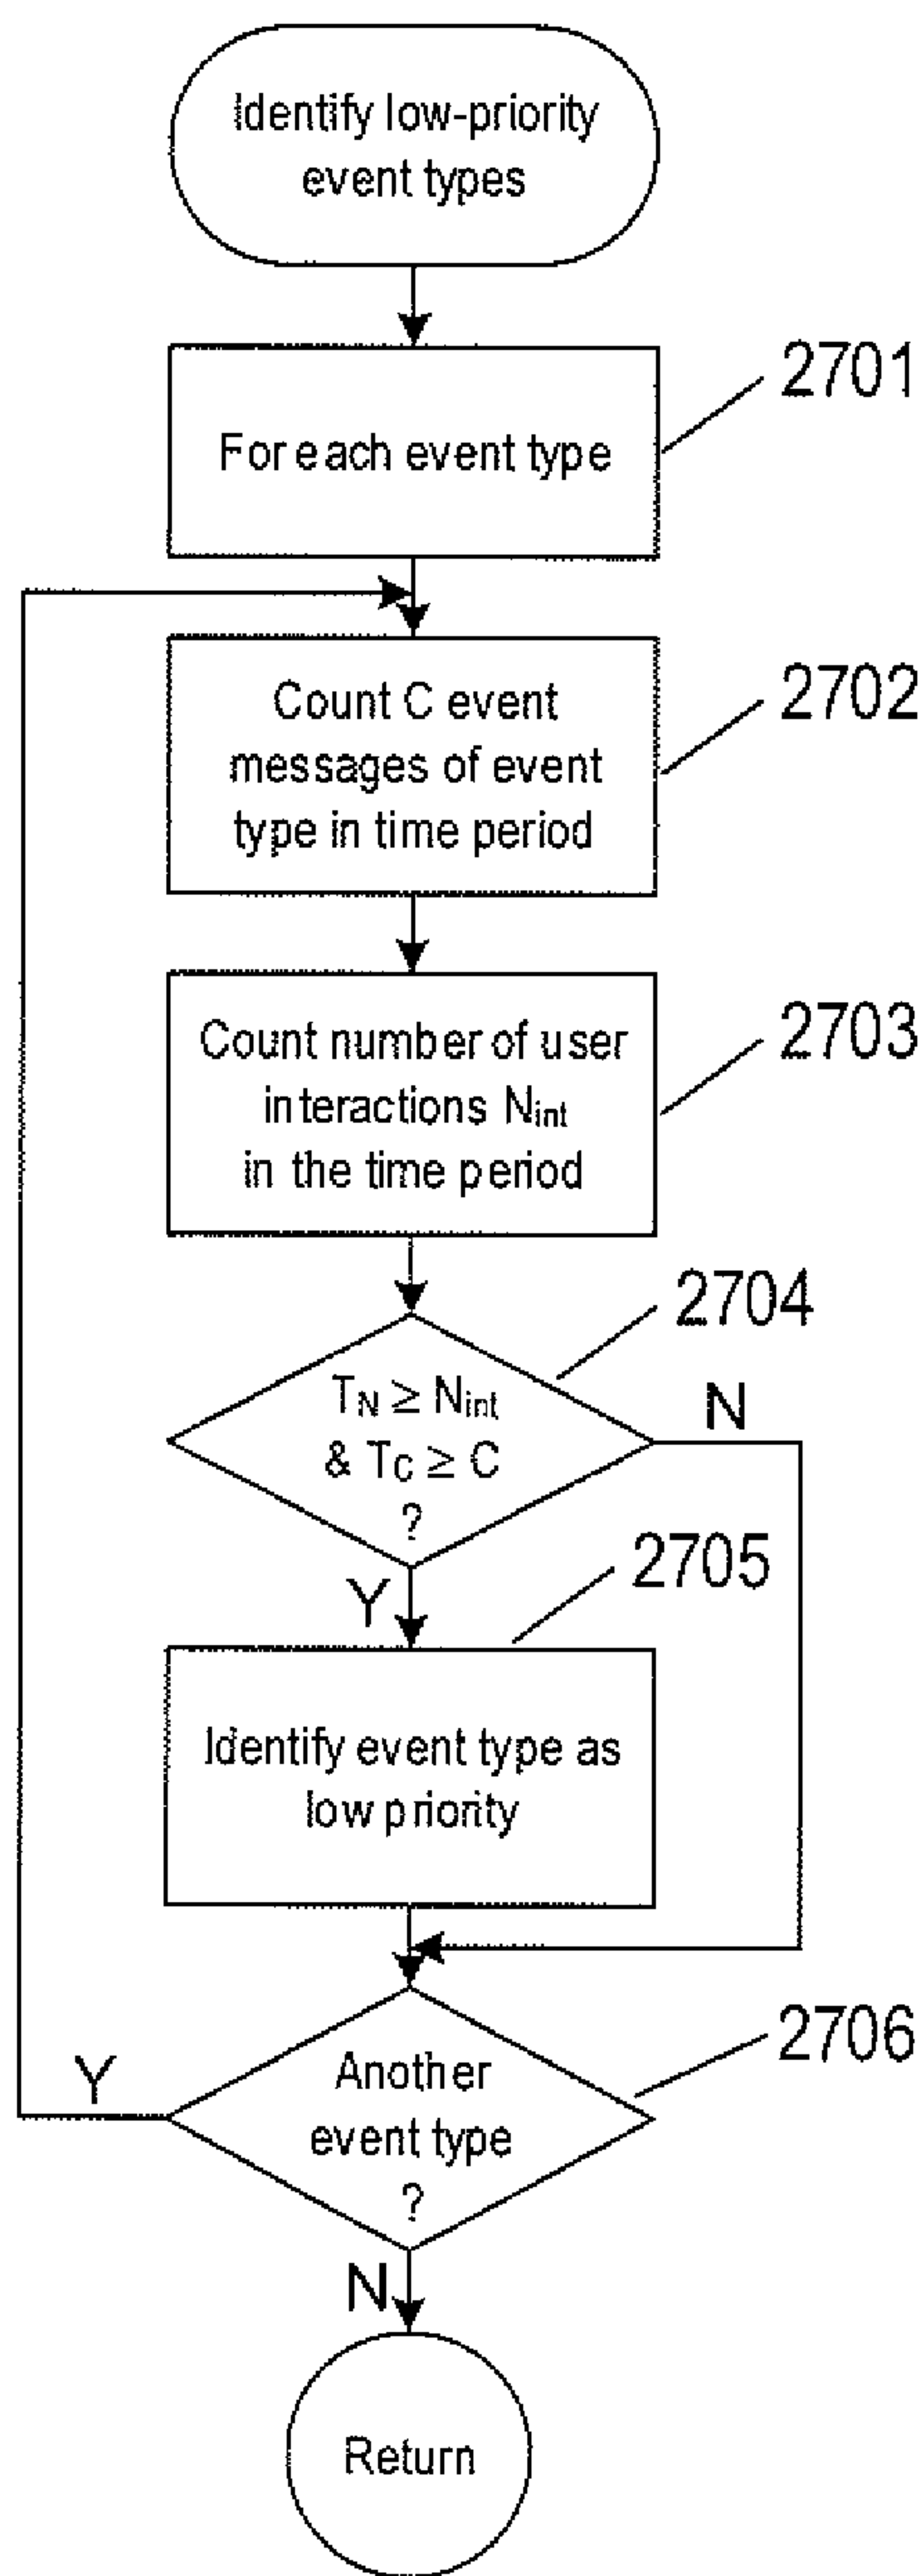 Identify low-priority
event types
2701
For each event type
2702
Count C event
messages of event
type in time period
2703
Count number of user
interactions Nint
in the time period
2704
TN ≥ Nint
& TC ≥ C
?
N
Y
2705
Identify event type as
low priority
2706
Another
event type
?
Y
N
Return